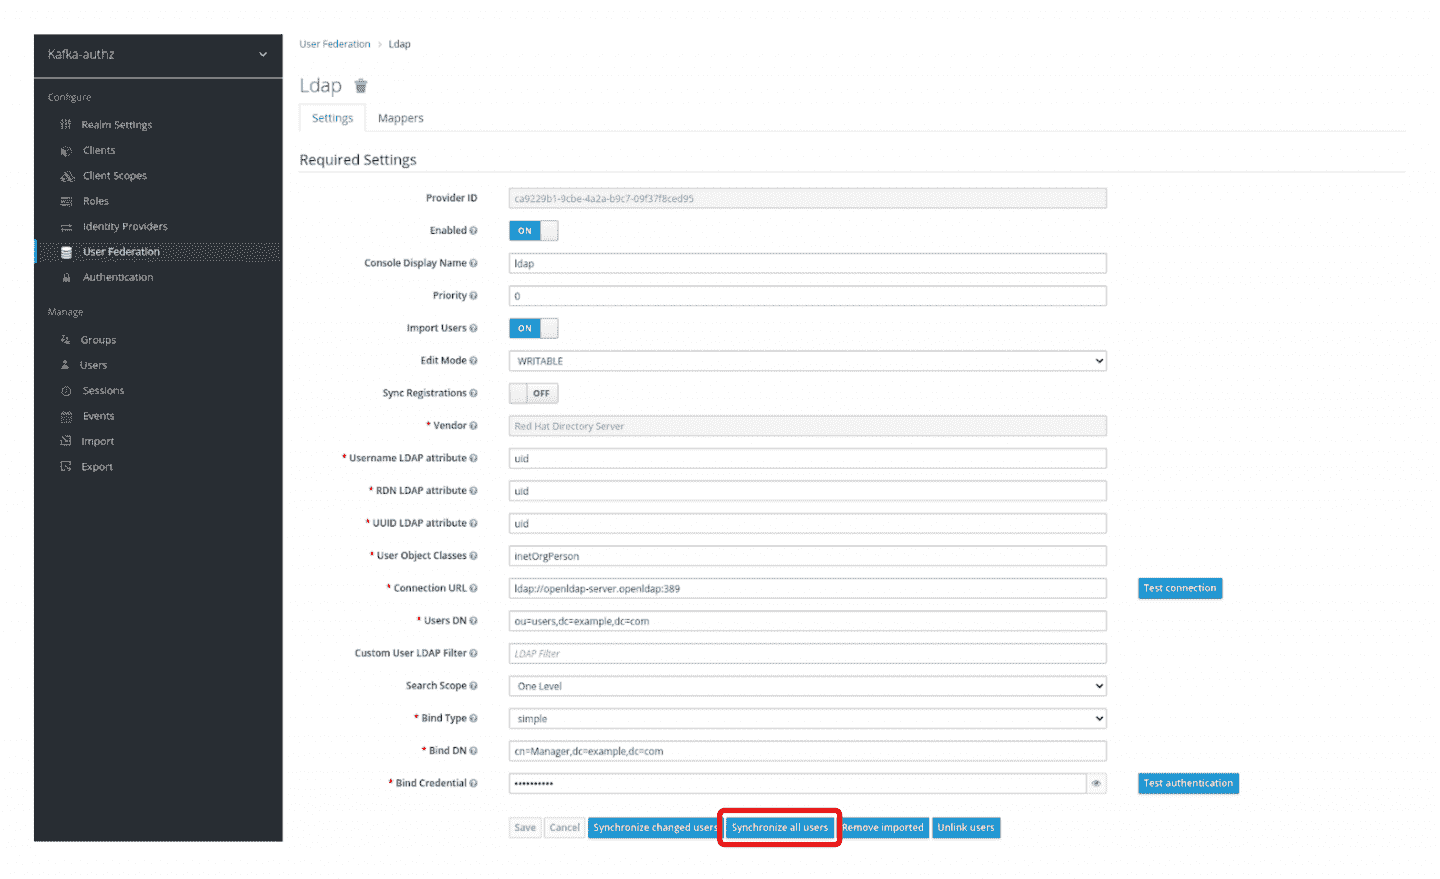 Kafka-authz
Configure
Realm Settings
Clients
Client Scopes
Roles
Identity Providers
User Federation
Authentication
Manage
Groups
Users
Sessions
Events
Import
Export
User Federation > Ldap
Ldap
Settings Mappers
Required Settings
Provider ID ca9229b1-9cbe-4a2a-b9c7-09f37f8ced95
Enabled ON
Console Display Name ldap
Priority 0
Import Users ON
Edit Mode WRITABLE
Sync Registrations OFF
* Vendor Red Hat Directory Server
* Username LDAP attribute uid
* RDN LDAP attribute uid
* UUID LDAP attribute uid
* User Object Classes inetOrgPerson
* Connection URL ldap://openldap-server.openldap:389 Test connection
* Users DN ou=users,dc=example,dc=com
Custom User LDAP Filter LDAP Filter
Search Scope One Level
* Bind Type simple
* Bind DN cn=Manager,dc=example,dc=com
* Bind Credential •••••••••• Test authentication
Save Cancel Synchronize changed users Synchronize all users Remove imported Unlink users